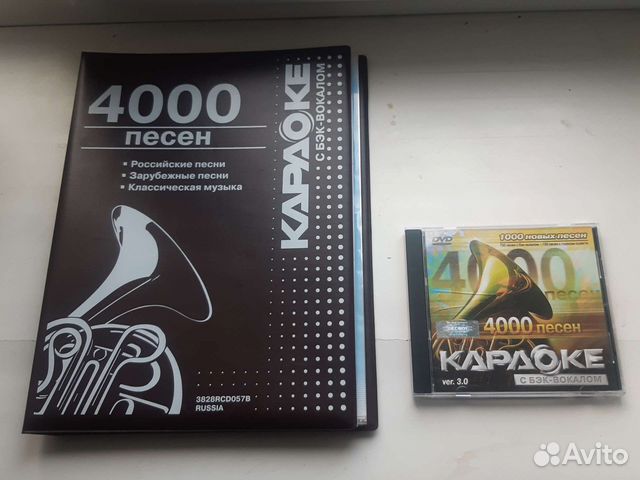 4000
песен
▪ Российские песни
▪ Зарубежные песни
▪ Классическая музыка
КАРАОКЕ
С БЭК-ВОКАЛОМ
3828RCD057B
RUSSIA
DVD
1000 новых песен
4000
4000 песен
КАРАОКЕ
ver. 3.0
С БЭК-ВОКАЛОМ
Avito